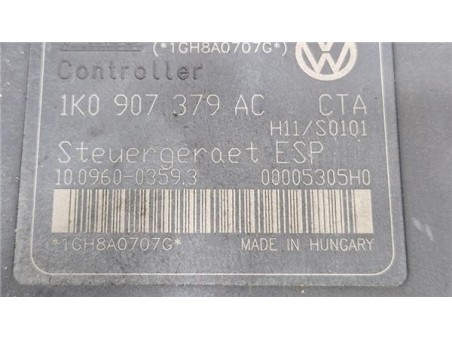 (*1GH8A0707G*)
Controller
1K0 907 379 AC CTA
H11/S0101
Steuergeraet ESP
10.0960-0359.3 00005305H0
*1GH8A0707G* MADE IN HUNGARY